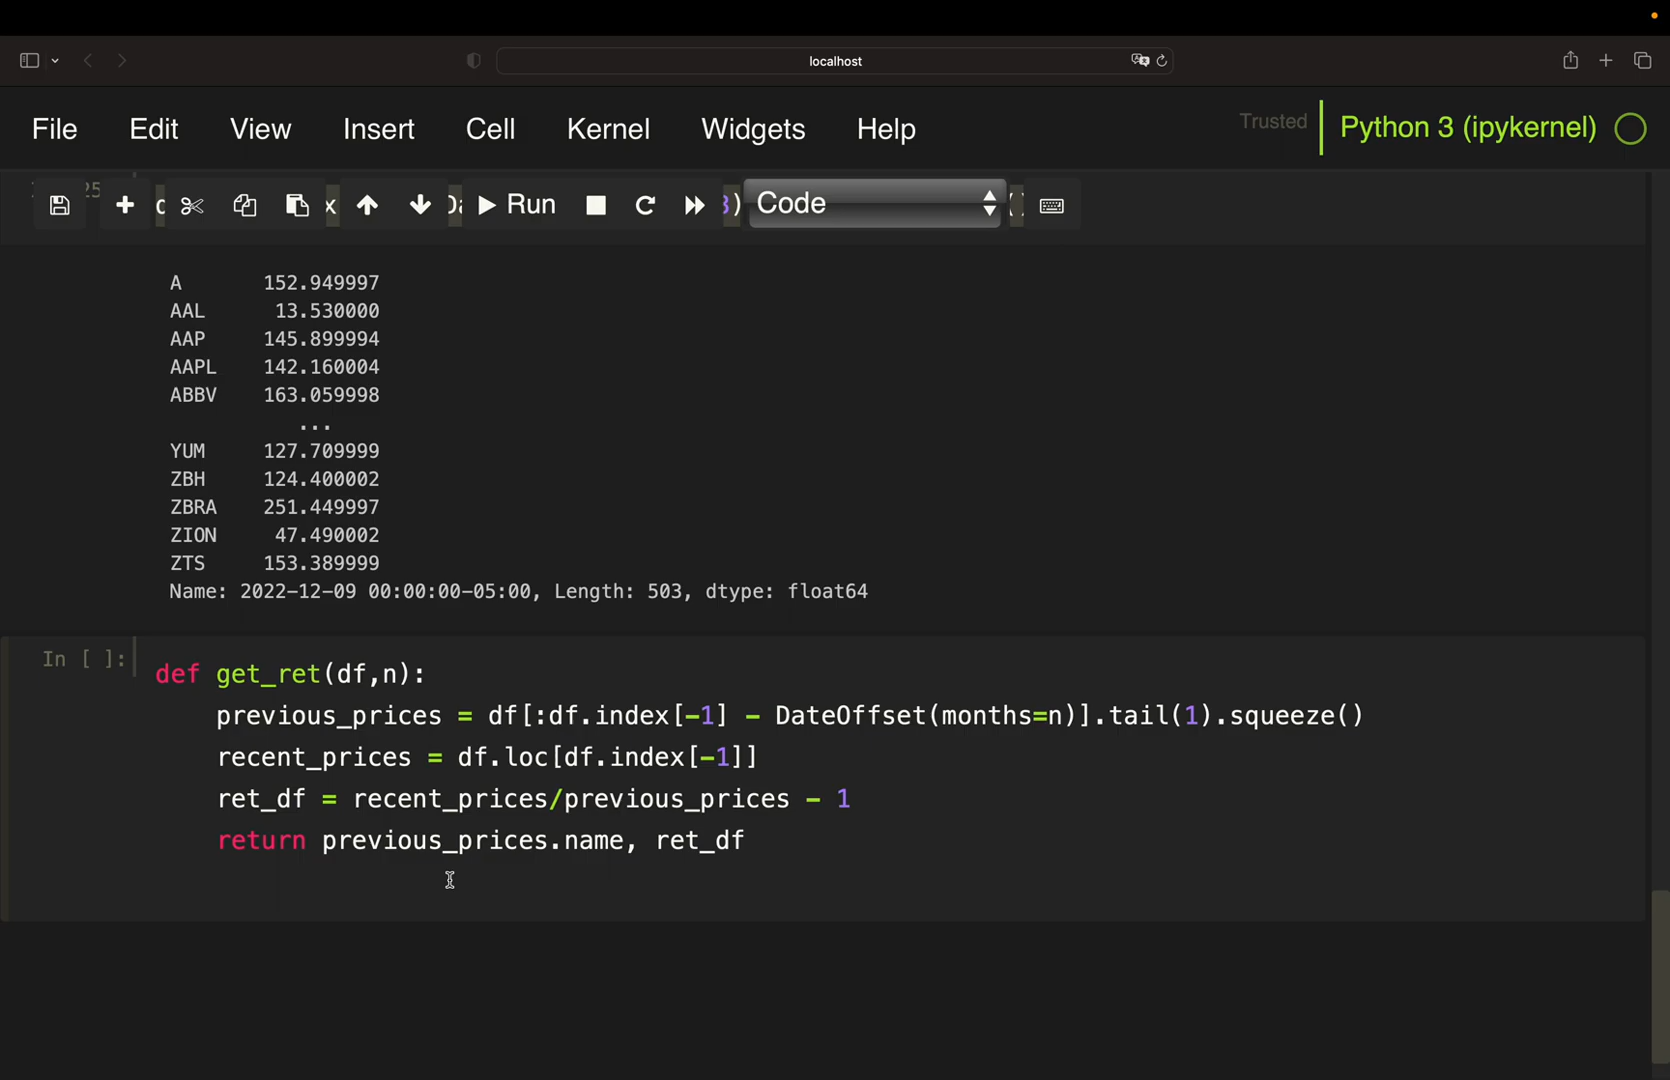 localhost
File Edit View Insert Cell Kernel Widgets Help Trusted Python 3 (ipykernel)
Run Code
A 152.949997
AAL 13.530000
AAP 145.899994
AAPL 142.160004
ABBV 163.059998
...
YUM 127.709999
ZBH 124.400002
ZBRA 251.449997
ZION 47.490002
ZTS 153.389999
Name: 2022-12-09 00:00:00-05:00, Length: 503, dtype: float64
In [ ]:
def get_ret(df,n):
previous_prices = df[:df.index[-1] - DateOffset(months=n)].tail(1).squeeze()
recent_prices = df.loc[df.index[-1]]
ret_df = recent_prices/previous_prices - 1
return previous_prices.name, ret_df